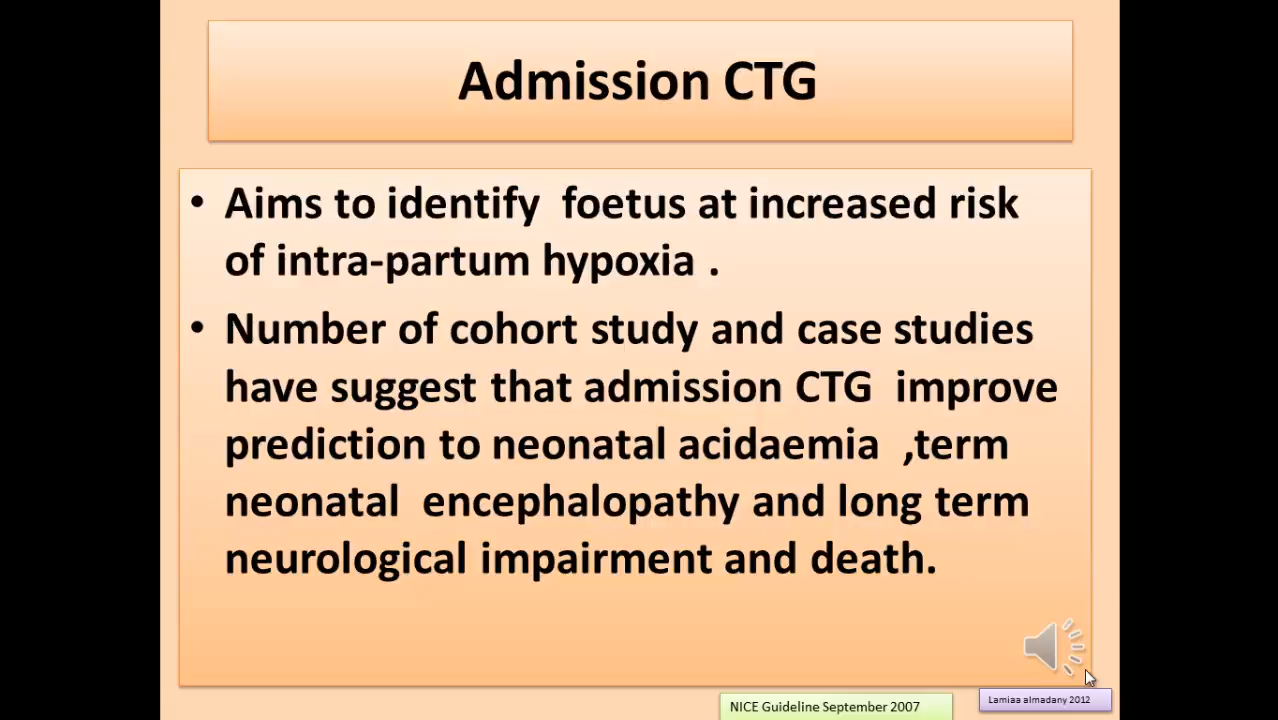 Admission CTG
• Aims to identify foetus at increased risk
of intra-partum hypoxia .
• Number of cohort study and case studies
have suggest that admission CTG improve
prediction to neonatal acidaemia ,term
neonatal encephalopathy and long term
neurological impairment and death.
NICE Guideline September 2007
Lamiaa almadany 2012